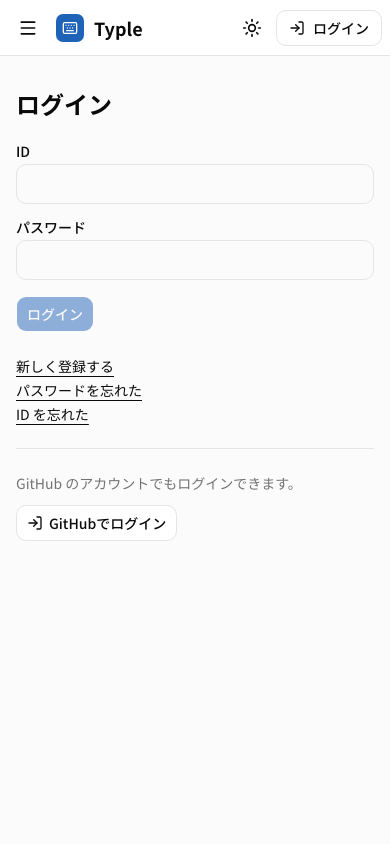 Typle
ログイン
ログイン
ID
パスワード
ログイン
新しく登録する
パスワードを忘れた
ID を忘れた
GitHub のアカウントでもログインできます。
GitHubでログイン